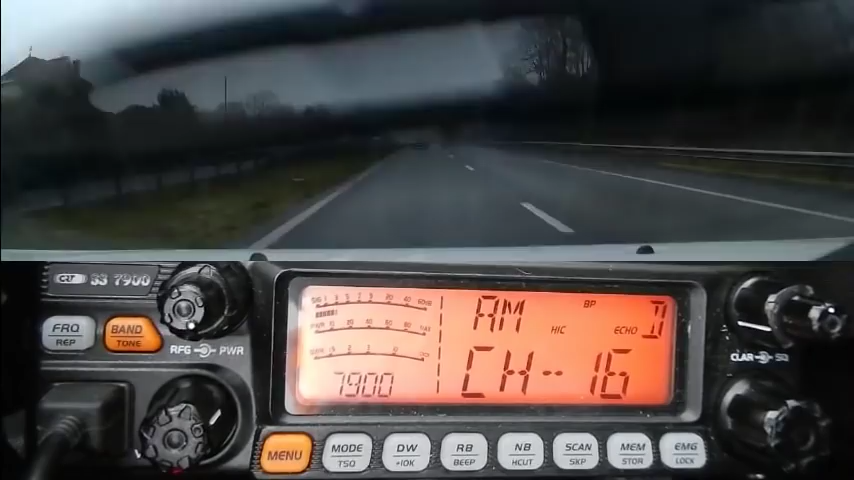 CRT SS 7900
FRQ
REP
BAND
TONE
RFG PWR
AM
BP
HIC
ECHO
D
CH--16
7900
CLAR SQ
MENU
MODE
TSQ
DW
+10K
RB
BEEP
NB
HCUT
SCAN
SKP
MEM
STOR
EMG
LOCK